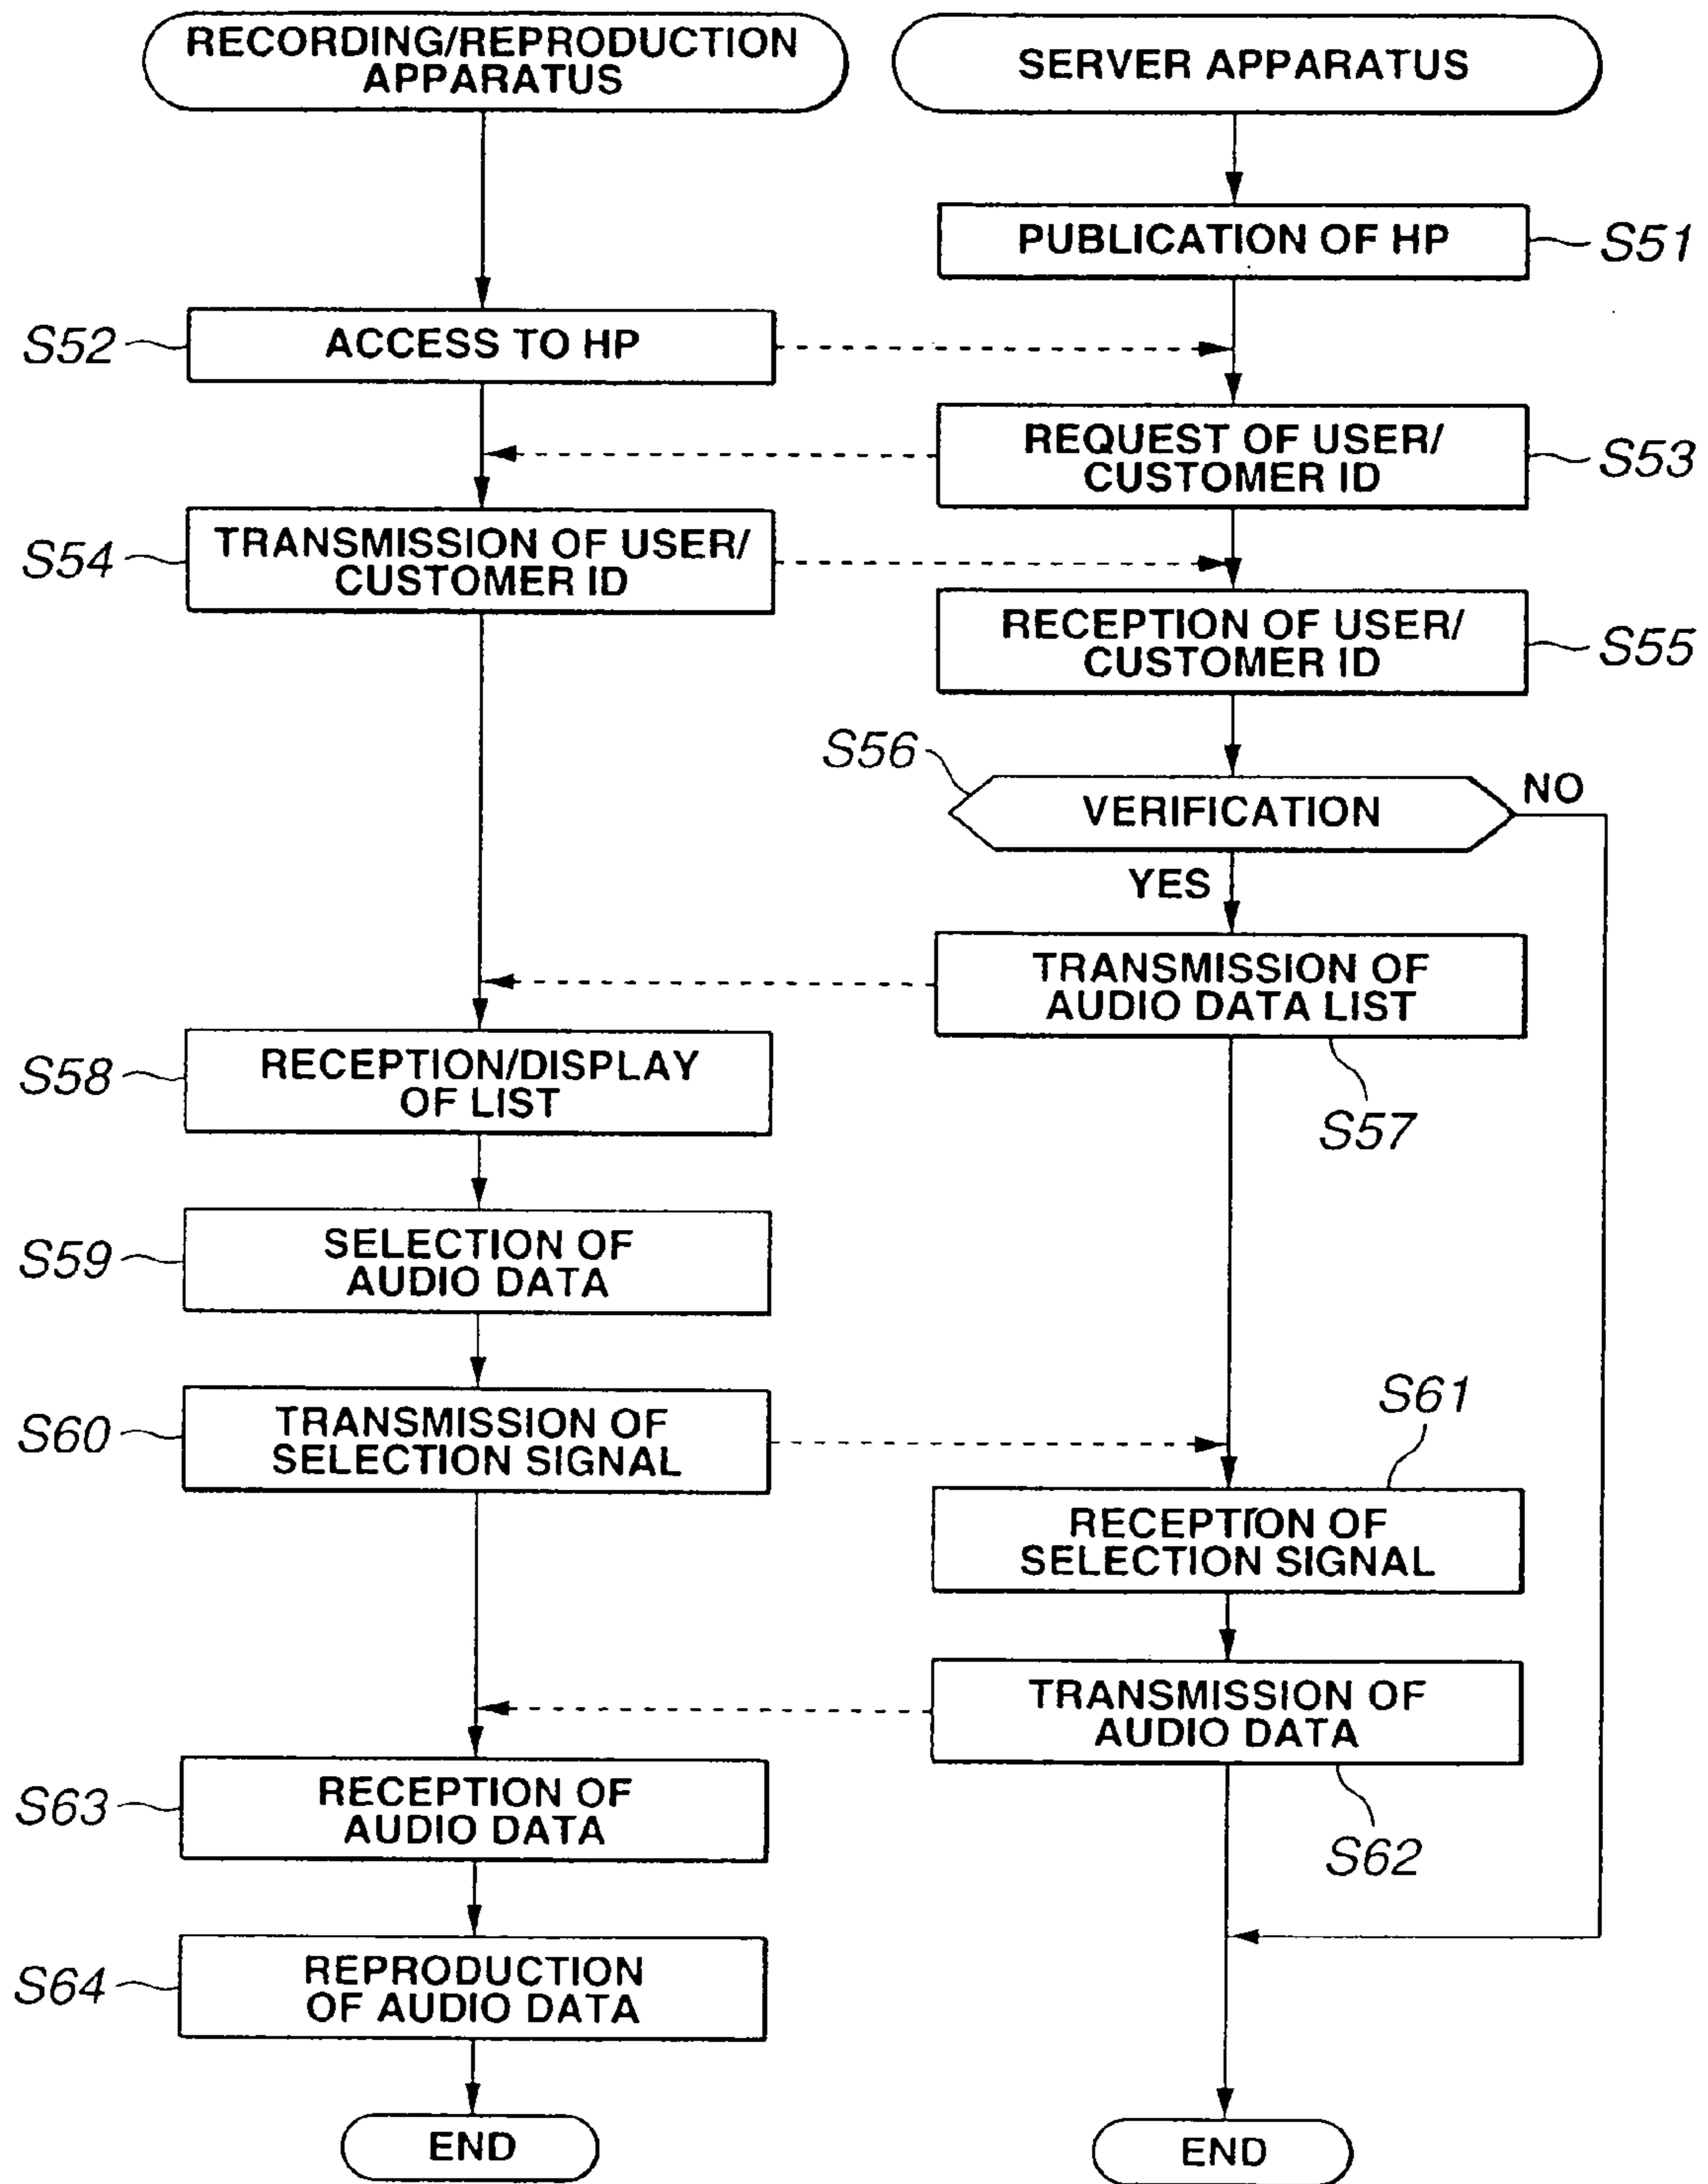 RECORDING/REPRODUCTION
APPARATUS
SERVER APPARATUS
PUBLICATION OF HP
S51
S52
ACCESS TO HP
REQUEST OF USER/
CUSTOMER ID
S53
S54
TRANSMISSION OF USER/
CUSTOMER ID
RECEPTION OF USER/
CUSTOMER ID
S55
S56
VERIFICATION
NO
YES
TRANSMISSION OF
AUDIO DATA LIST
S57
S58
RECEPTION/DISPLAY
OF LIST
S59
SELECTION OF
AUDIO DATA
S60
TRANSMISSION OF
SELECTION SIGNAL
S61
RECEPTION OF
SELECTION SIGNAL
TRANSMISSION OF
AUDIO DATA
S62
S63
RECEPTION OF
AUDIO DATA
S64
REPRODUCTION
OF AUDIO DATA
END
END